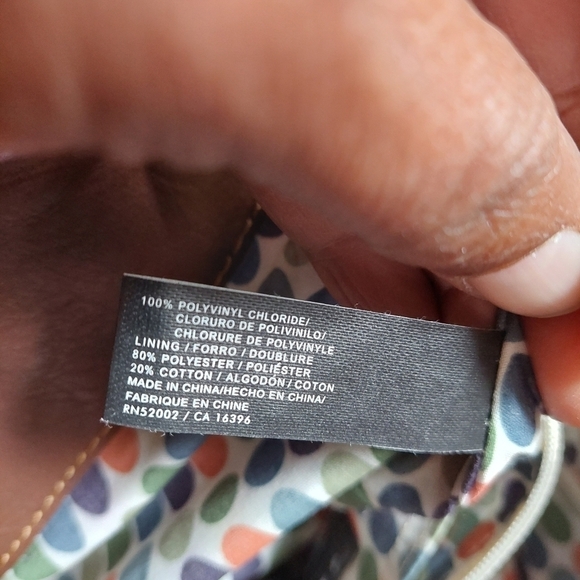 100% POLYVINYL CHLORIDE/
CLORURO DE POLIVINILO/
CHLORURE DE POLYVINYLE
LINING / FORRO / DOUBLURE
80% POLYESTER / POLIÉSTER
20% COTTON / ALGODÓN / COTON
MADE IN CHINA/HECHO EN CHINA/
FABRIQUE EN CHINE
RN52002 / CA 16396